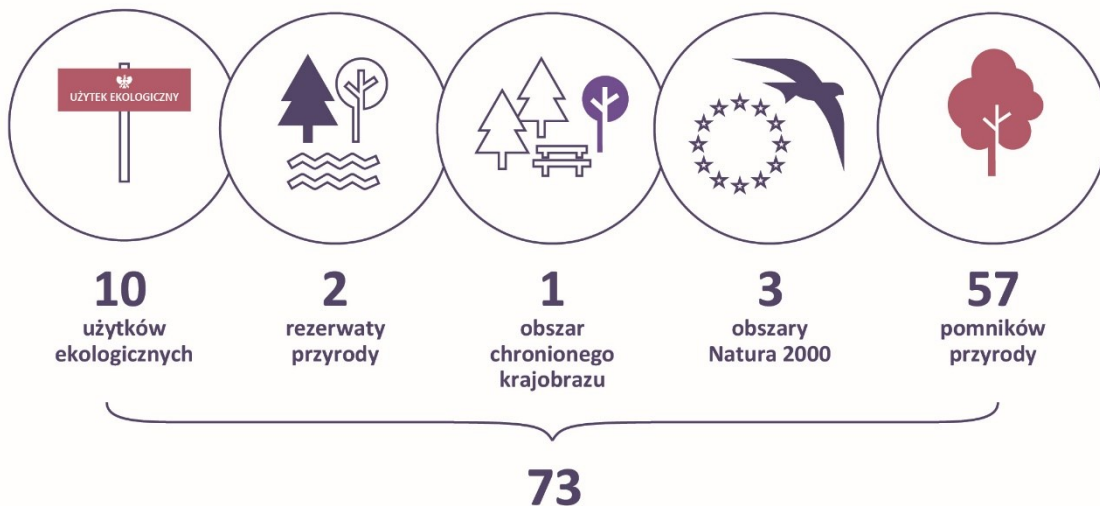 UŻYTEK EKOLOGICZNY
10
użytków
ekologicznych
2
rezerwaty
przyrody
1
obszar
chronionego
krajobrazu
3
obszary
Natura 2000
57
pomników
przyrody
73